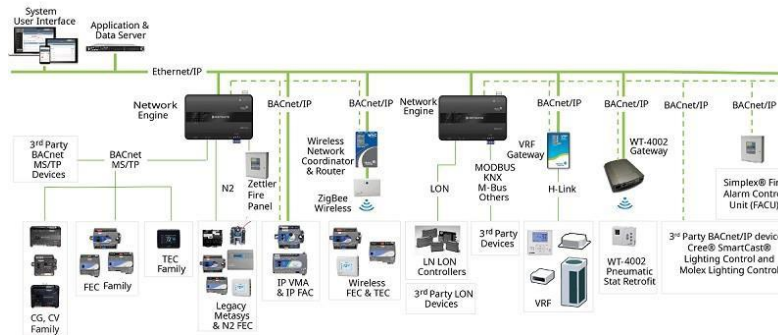 System
User Interface
Application &
Data Server
Ethernet/IP
Network
Engine
BACnet/IP
BACnet/IP
Network
Engine
BACnet/IP
BACnet/IP
BACnet/IP
BACnet/IP
3rd Party
BACnet
MS/TP
Devices
BACnet
MS/TP
N2
Zettler
Fire
Panel
Wireless
Network
Coordinator
& Router
ZigBee
Wireless
LON
MODBUS
KNX
M-Bus
Others
VRF
Gateway
H-Link
WT-4002
Gateway
Simplex® Fir
Alarm Contro
Unit (FACU)
CG, CV
Family
FEC Family
TEC
Family
Legacy
Metasys
& N2 FEC
IP VMA
& IP FAC
Wireless
FEC & TEC
LN LON
Controllers
3rd Party LON
Devices
3rd Party
Devices
VRF
WT-4002
Pneumatic
Stat Retrofit
3rd Party BACnet/IP device
Cree® SmartCast®
Lighting Control and
Molex Lighting Contro